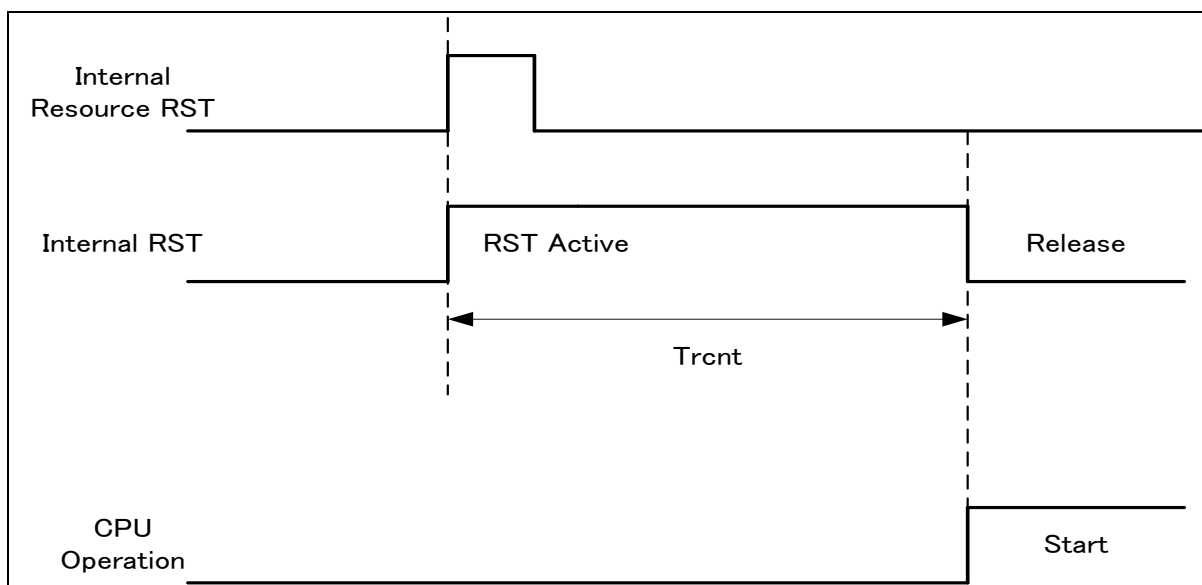 Internal
Resource RST
Internal RST
RST Active
Release
Trcnt
CPU
Operation
Start